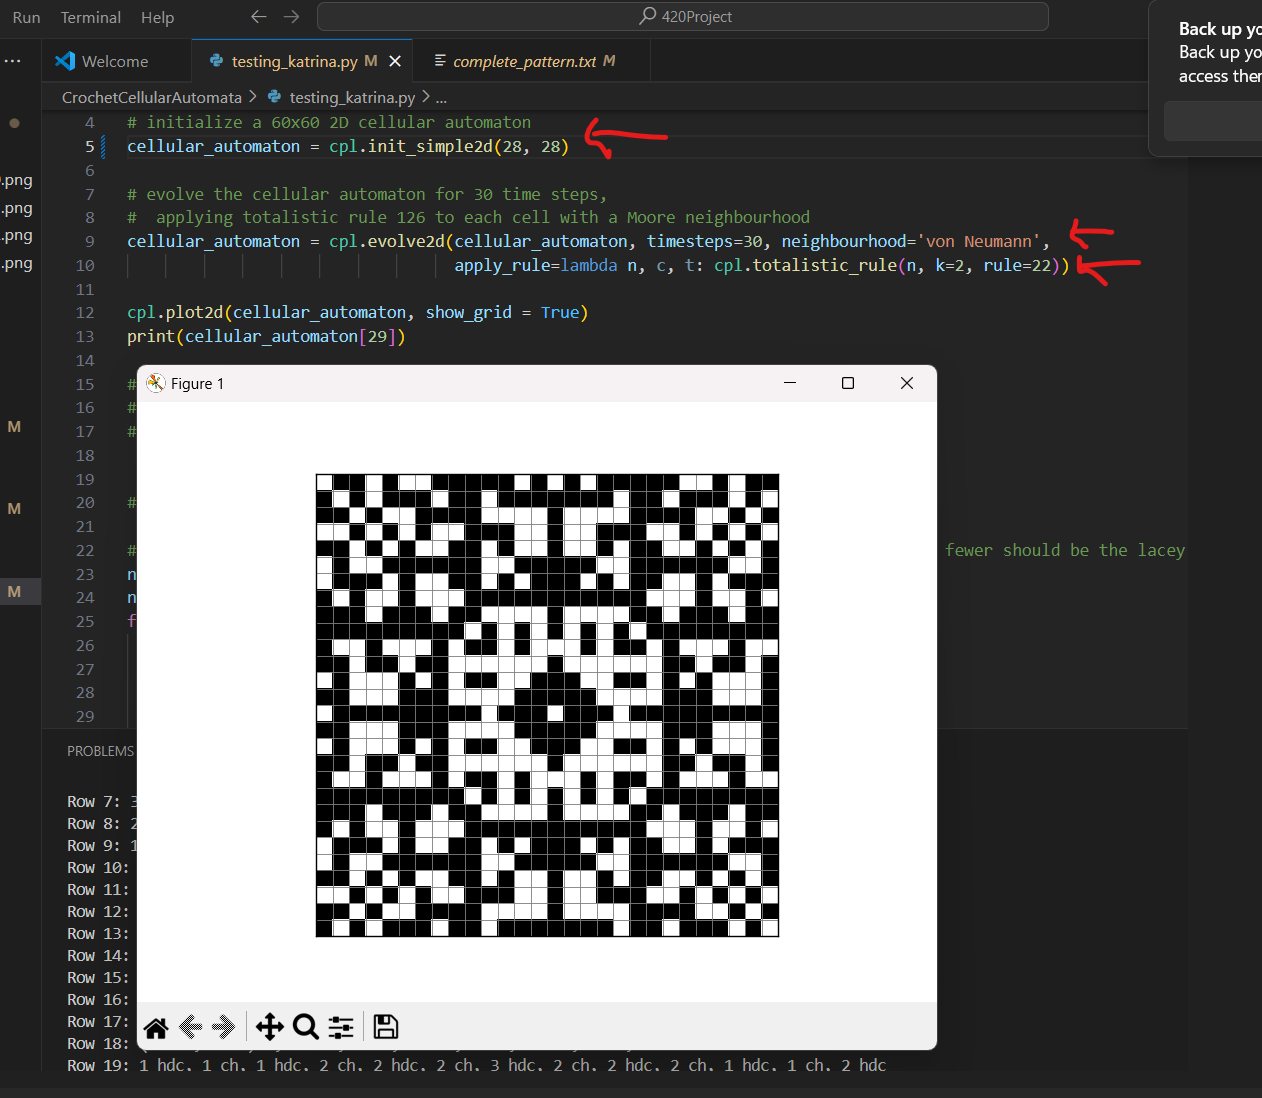 Run Terminal Help
420Project
Back up yo
Back up yo
access ther
Welcome
testing_katrina.py M
complete_pattern.txt M
CrochetCellularAutomata > testing_katrina.py > ...
4 # initialize a 60x60 2D cellular automaton
5 cellular_automaton = cpl.init_simple2d(28, 28)
6
7 # evolve the cellular automaton for 30 time steps,
8 #  applying totalistic rule 126 to each cell with a Moore neighbourhood
9 cellular_automaton = cpl.evolve2d(cellular_automaton, timesteps=30, neighbourhood='von Neumann',
10 apply_rule=lambda n, c, t: cpl.totalistic_rule(n, k=2, rule=22))
11
12 cpl.plot2d(cellular_automaton, show_grid = True)
13 print(cellular_automaton[29])
14
15 #
16 #
17 #
18
19
20 #
21
22 # fewer should be the lacey
23 n
24 n
25 f
26
27
28
29
.png
.png
.png
.png
M
M
M
Figure 1
PROBLEMS
Row 7: 3
Row 8: 2
Row 9: 1
Row 10:
Row 11:
Row 12:
Row 13:
Row 14:
Row 15:
Row 16:
Row 17:
Row 18:
Row 19: 1 hdc, 1 ch, 1 hdc, 2 ch, 2 hdc, 2 ch, 3 hdc, 2 ch, 2 hdc, 2 ch, 1 hdc, 1 ch, 2 hdc